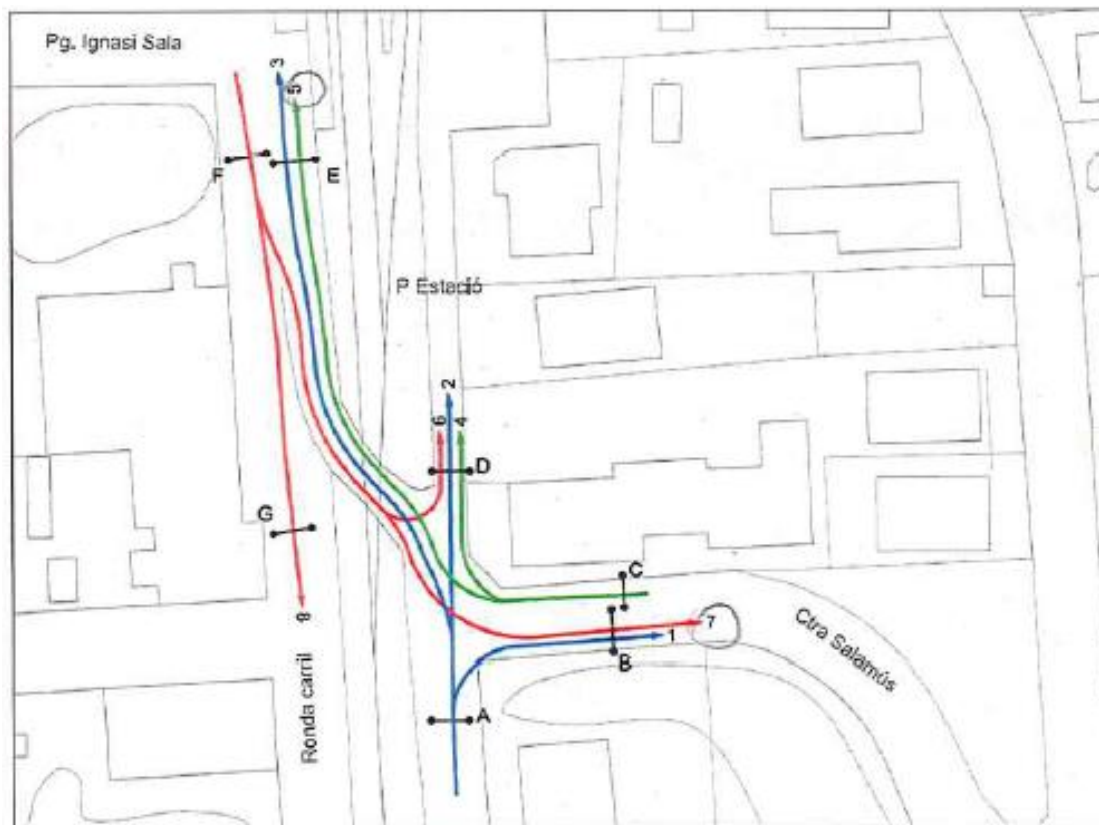 Pg. Ignasi Sala
3
5
F
E
P Estació
2
6
4
D
G
C
8
7
1
B
Ctra Salamús
A
Ronda carril